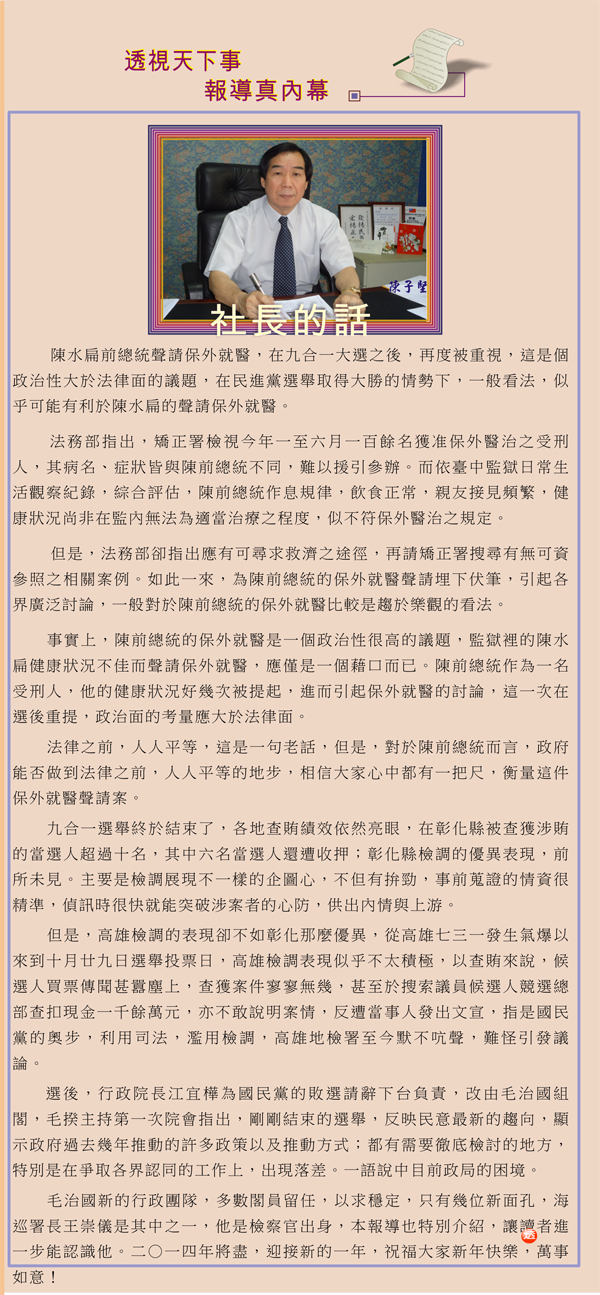 透視天下事
報導真內幕
陳子堅
社長的話
陳水扁前總統聲請保外就醫，在九合一大選之後，再度被重視，這是個
政治性大於法律面的議題，在民進黨選舉取得大勝的情勢下，一般看法，似
乎可能有利於陳水扁的聲請保外就醫。
法務部指出，矯正署檢視今年一至六月一百餘名獲准保外醫治之受刑
人，其病名、症狀皆與陳前總統不同，難以援引參辦。而依臺中監獄日常生
活觀察紀錄，綜合評估，陳前總統作息規律，飲食正常，親友接見頻繁，健
康狀況尚非在監內無法為適當治療之程度，似不符保外醫治之規定。
但是，法務部卻指出應有可尋求救濟之途徑，再請矯正署搜尋有無可資
參照之相關案例。如此一來，為陳前總統的保外就醫聲請埋下伏筆，引起各
界廣泛討論，一般對於陳前總統的保外就醫比較是趨於樂觀的看法。
事實上，陳前總統的保外就醫是一個政治性很高的議題，監獄裡的陳水
扁健康狀況不佳而聲請保外就醫，應僅是一個藉口而已。陳前總統作為一名
受刑人，他的健康狀況好幾次被提起，進而引起保外就醫的討論，這一次在
選後重提，政治面的考量應大於法律面。
法律之前，人人平等，這是一句老話，但是，對於陳前總統而言，政府
能否做到法律之前，人人平等的地步，相信大家心中都有一把尺，衡量這件
保外就醫聲請案。
九合一選舉終於結束了，各地查賄績效依然亮眼，在彰化縣被查獲涉賄
的當選人超過十名，其中六名當選人還遭收押；彰化縣檢調的優異表現，前
所未見。主要是檢調展現不一樣的企圖心，不但有拚勁，事前蒐證的情資很
精準，偵訊時很快就能突破涉案者的心防，供出內情與上游。
但是，高雄檢調的表現卻不如彰化那麼優異，從高雄七三一發生氣爆以
來到十月廿九日選舉投票日，高雄檢調表現似乎不太積極，以查賄來說，候
選人買票傳聞甚囂塵上，查獲案件寥寥無幾，甚至於搜索議員候選人競選總
部查扣現金一千餘萬元，亦不敢說明案情，反遭當事人發出文宣，指是國民
黨的奧步，利用司法，濫用檢調，高雄地檢署至今默不吭聲，難怪引發議
論。
選後，行政院長江宜樺為國民黨的敗選請辭下台負責，改由毛治國組
閣，毛揆主持第一次院會指出，剛剛結束的選舉，反映民意最新的趨向，顯
示政府過去幾年推動的許多政策以及推動方式；都有需要徹底檢討的地方，
特別是在爭取各界認同的工作上，出現落差。一語說中目前政局的困境。
毛治國新的行政團隊，多數閣員留任，以求穩定，只有幾位新面孔，海
巡署長王崇儀是其中之一，他是檢察官出身，本報導也特別介紹，讓讀者進
一步能認識他。二〇一四年將盡，迎接新的一年，祝福大家新年快樂，萬事
如意！